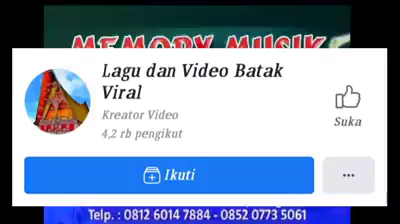 MEMORY MUSIK
Lagu dan Video Batak
Viral
Kreator Video
4,2 rb pengikut
Suka
Ikuti
Telp. : 0812 6014 7884 - 0852 0773 5061